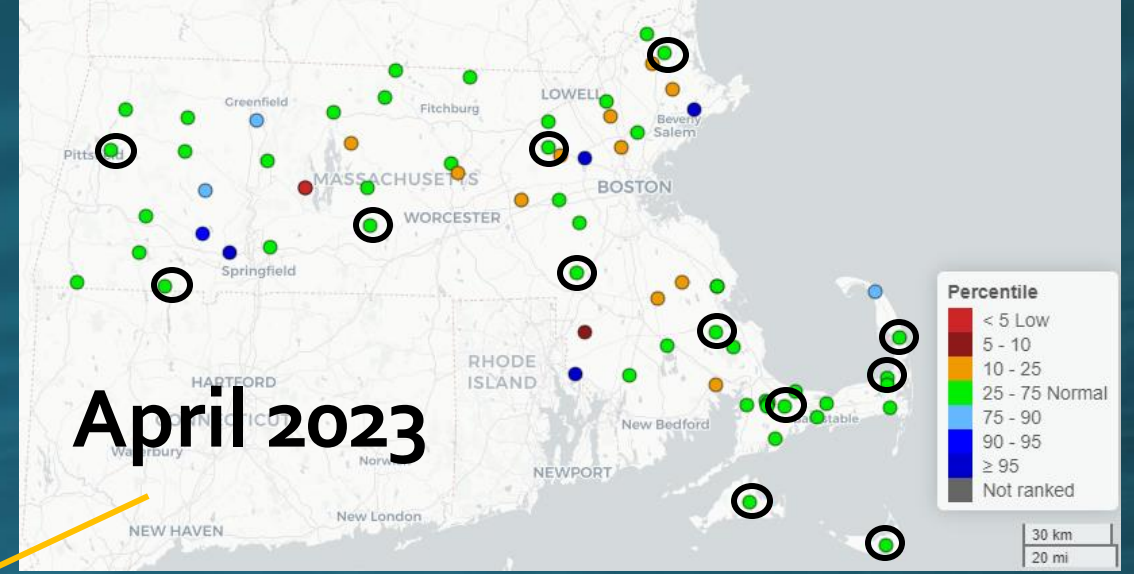 Greenfield
Fitchburg
LOWELL
Beverly
Salem
Pittsfield
MASSACHUSETTS
BOSTON
WORCESTER
Springfield
Percentile
< 5 Low
5 - 10
10 - 25
25 - 75 Normal
75 - 90
90 - 95
≥ 95
Not ranked
RHODE
ISLAND
HARTFORD
April 2023
CONNECTICUT
New Bedford
Barnstable
Waterbury
Norwich
NEWPORT
New London
NEW HAVEN
30 km
20 mi